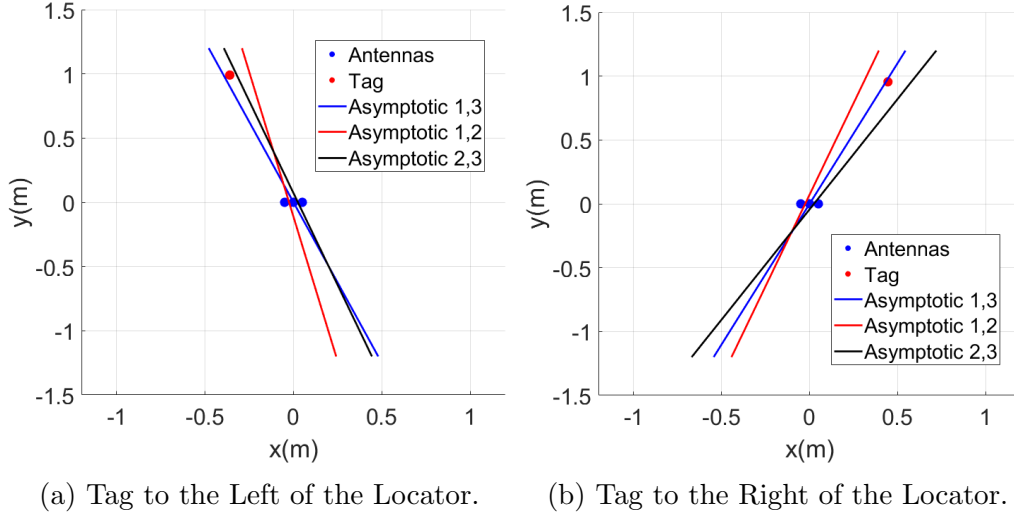 1.5
1
0.5
0
-0.5
-1
-1.5
-1 -0.5 0 0.5 1
y(m)
x(m)
Antennas
Tag
Asymptotic 1,3
Asymptotic 1,2
Asymptotic 2,3
(a) Tag to the Left of the Locator.
1.5
1
0.5
0
-0.5
-1
-1.5
-1 -0.5 0 0.5 1
y(m)
x(m)
Antennas
Tag
Asymptotic 1,3
Asymptotic 1,2
Asymptotic 2,3
(b) Tag to the Right of the Locator.